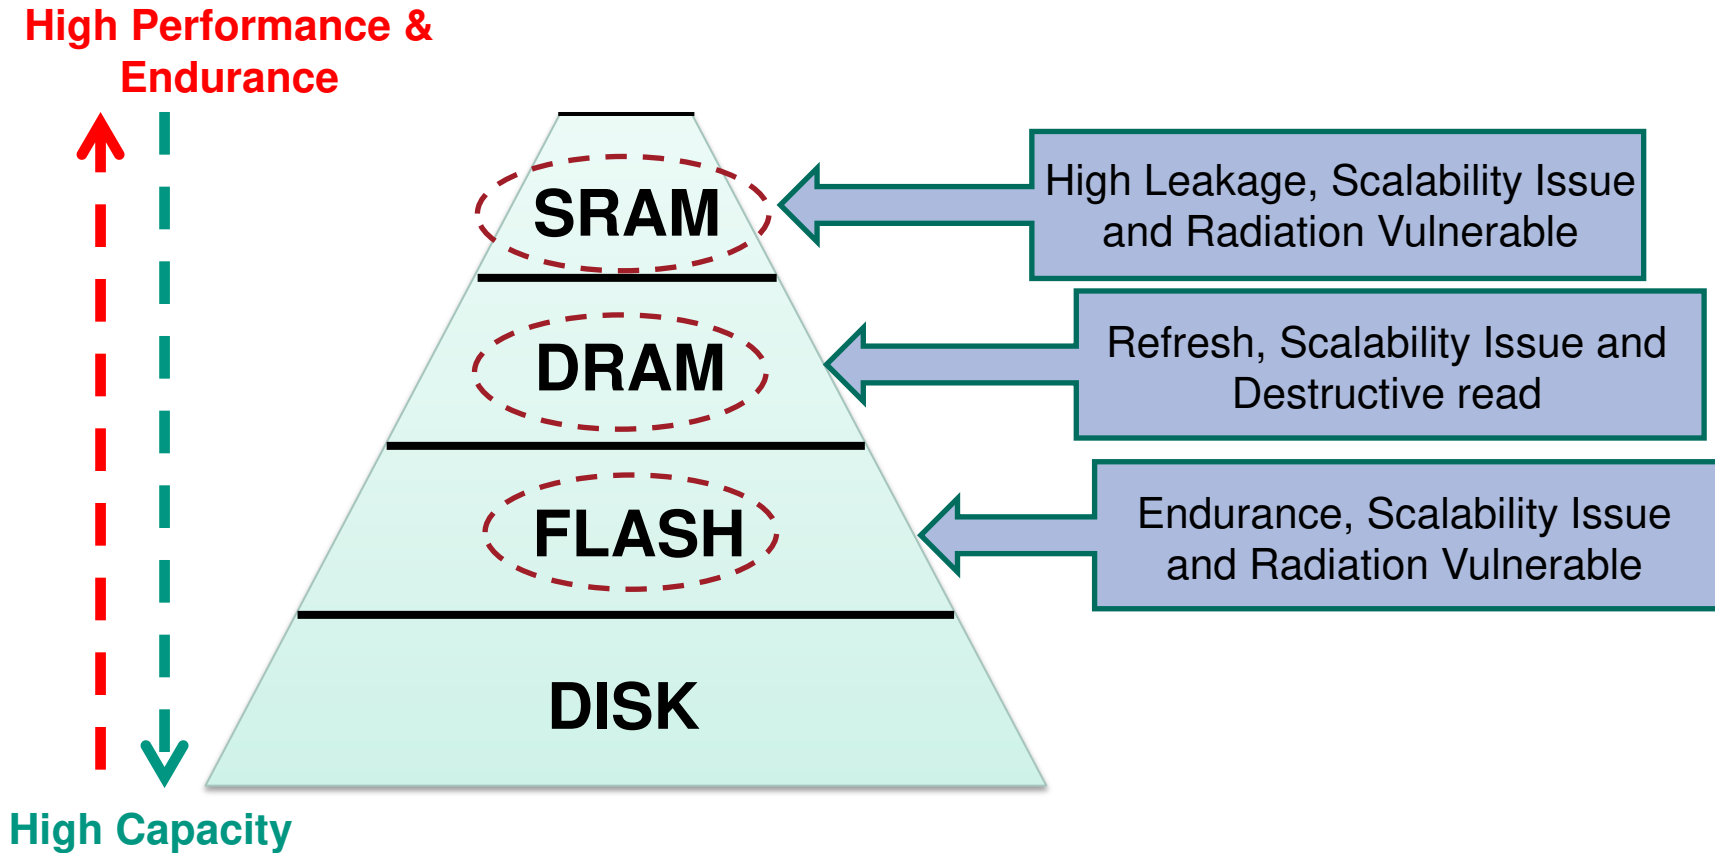 High Performance &
Endurance
SRAM
High Leakage, Scalability Issue
and Radiation Vulnerable
DRAM
Refresh, Scalability Issue and
Destructive read
FLASH
Endurance, Scalability Issue
and Radiation Vulnerable
DISK
High Capacity